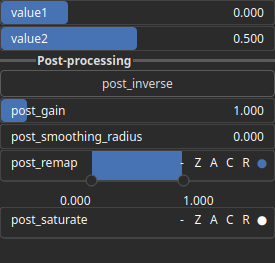 value1 0.000
value2 0.500
Post-processing
post_inverse
post_gain 1.000
post_smoothing_radius 0.000
post_remap - Z A C R
0.000 1.000
post_saturate - Z A C R